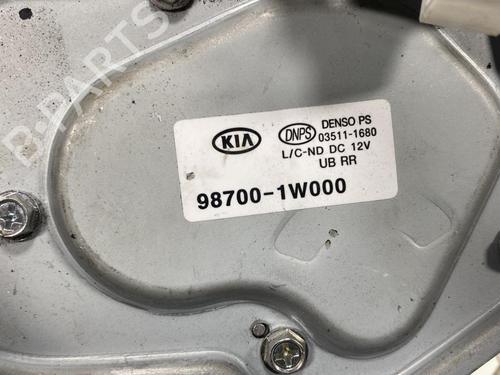 B-PARTS
KIA
DNPS
DENSO PS
03511-1680
L/C-ND DC 12V
UB RR
98700-1W000